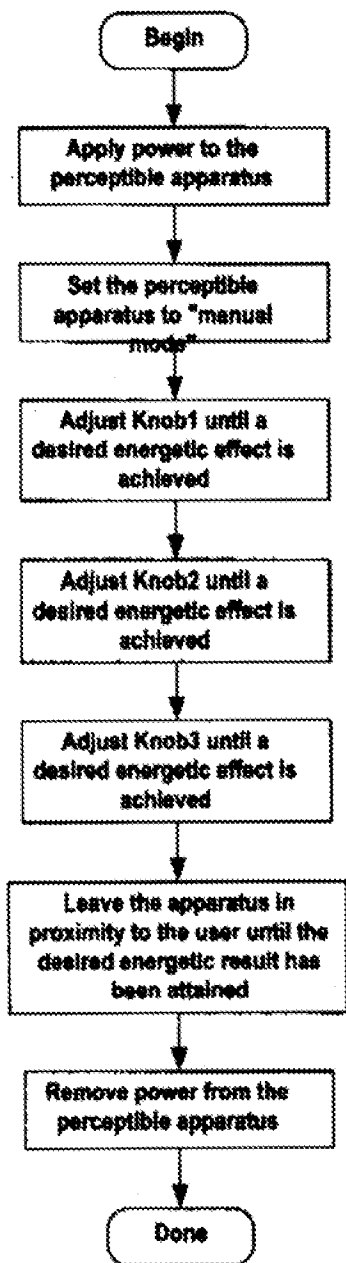 Begin
Apply power to the
perceptible apparatus
Set the perceptible
apparatus to "manual
mode"
Adjust Knob1 until a
desired energetic effect is
achieved
Adjust Knob2 until a
desired energetic effect is
achieved
Adjust Knob3 until a
desired energetic effect is
achieved
Leave the apparatus in
proximity to the user until the
desired energetic result has
been attained
Remove power from the
perceptible apparatus
Done